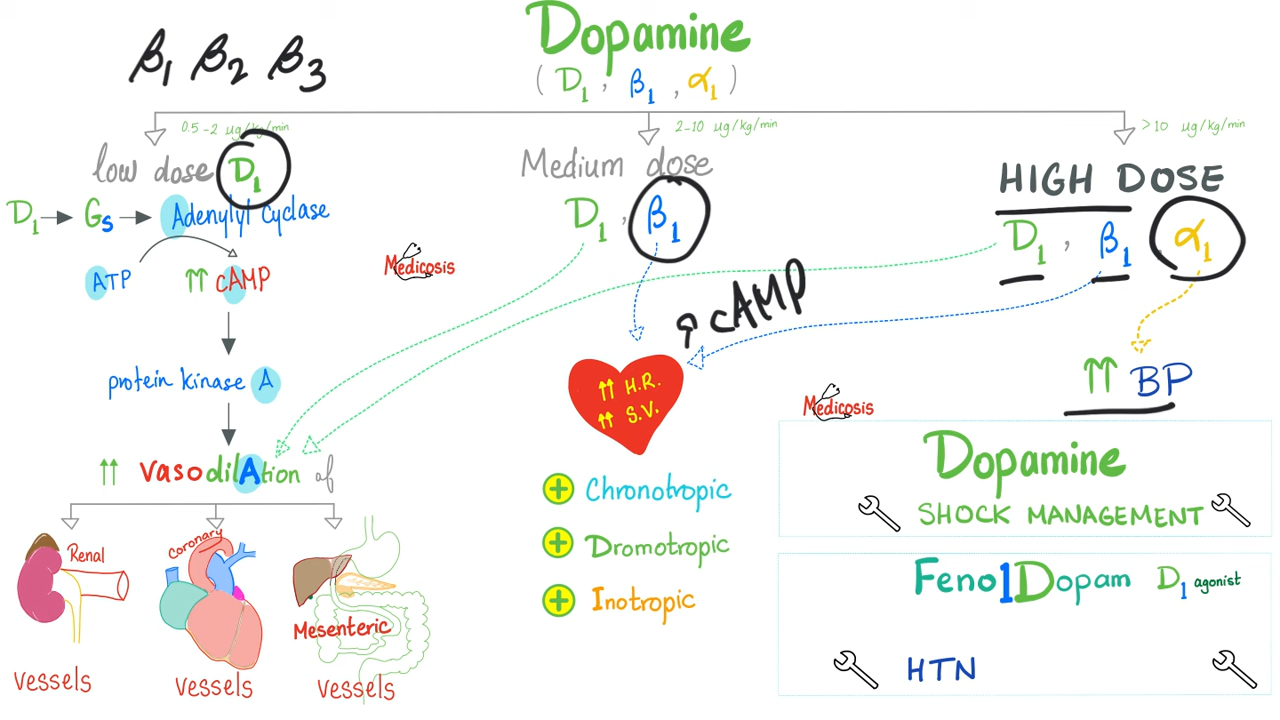 β1 β2 β3
Dopamine
( D1 , β1 , α1 )
0.5-2 µg/kg/min
2-10 µg/kg/min
>10 µg/kg/min
low dose D1
Medium dose
HIGH DOSE
D1 → Gs → Adenylyl Cyclase
D1 , β1
D1 , β1 α1
ATP ↑↑ cAMP
Medicosis
↑ cAMP
protein kinase A
↑↑ H.R.
↑↑ S.V.
↑↑ BP
Medicosis
↑↑ vasodilAtion of
Dopamine
SHOCK MANAGEMENT
+ Chronotropic
+ Dromotropic
+ Inotropic
Renal
Coronary
Mesenteric
vessels
vessels
vessels
Feno1Dopam D1 agonist
HTN